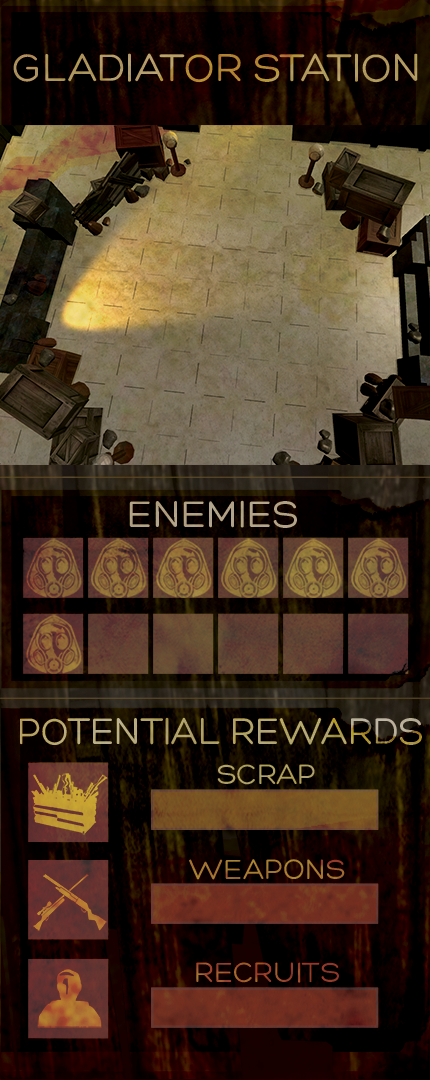 GLADIATOR STATION
ENEMIES
POTENTIAL REWARDS
SCRAP
WEAPONS
RECRUITS